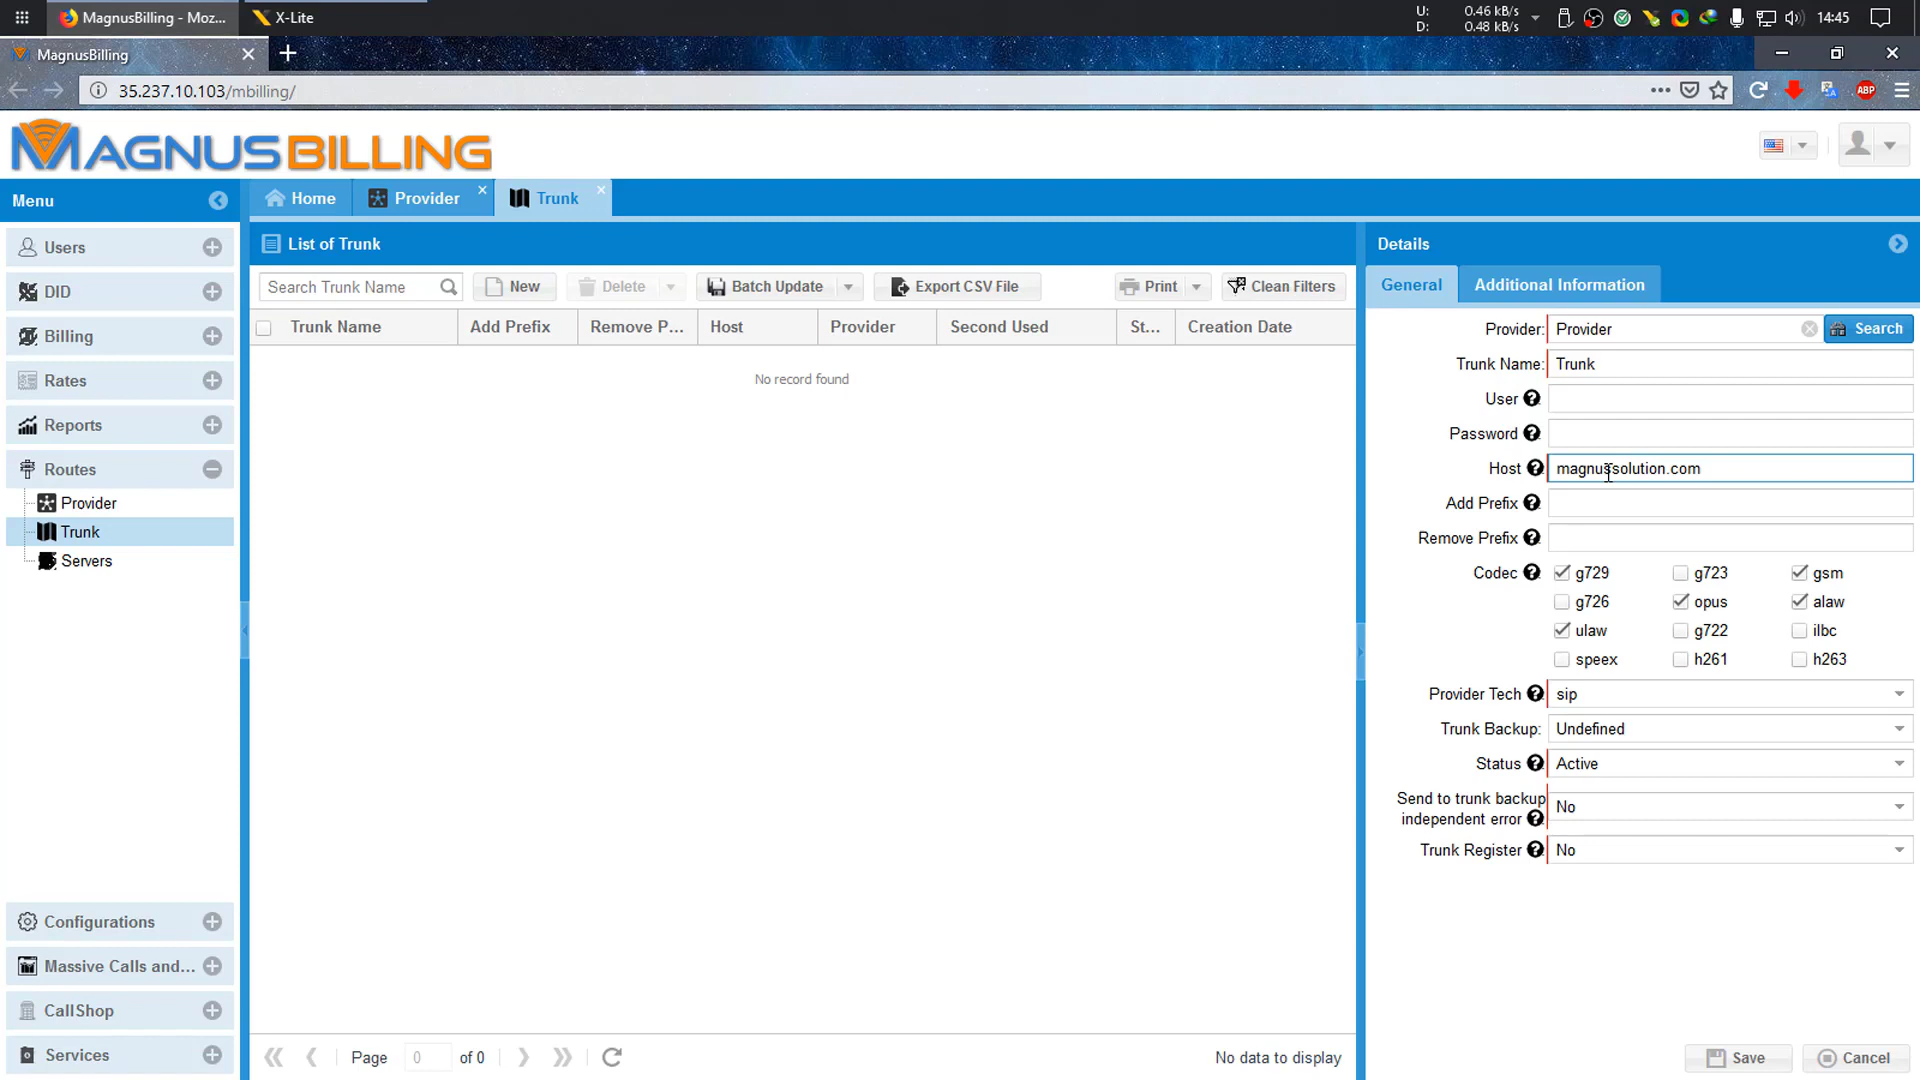 MagnusBilling - Moz...
X-Lite
U: 0.46 kB/s
D: 0.48 kB/s
14:45
MagnusBilling
35.237.10.103/mbilling/
ABP
MAGNUSBILLING
Menu
Home
Provider
Trunk
Users
DID
Billing
Rates
Reports
Routes
Provider
Trunk
Servers
Configurations
Massive Calls and...
CallShop
Services
List of Trunk
Search Trunk Name
New
Delete
Batch Update
Export CSV File
Print
Clean Filters
Trunk Name
Add Prefix
Remove P...
Host
Provider
Second Used
St...
Creation Date
No record found
Page 0 of 0
No data to display
Details
General
Additional Information
Provider: Provider
Search
Trunk Name: Trunk
User
Password
Host magnussolution.com
Add Prefix
Remove Prefix
Codec g729 g723 gsm
g726 opus alaw
ulaw g722 ilbc
speex h261 h263
Provider Tech sip
Trunk Backup: Undefined
Status Active
Send to trunk backup
independent error No
Trunk Register No
Save
Cancel